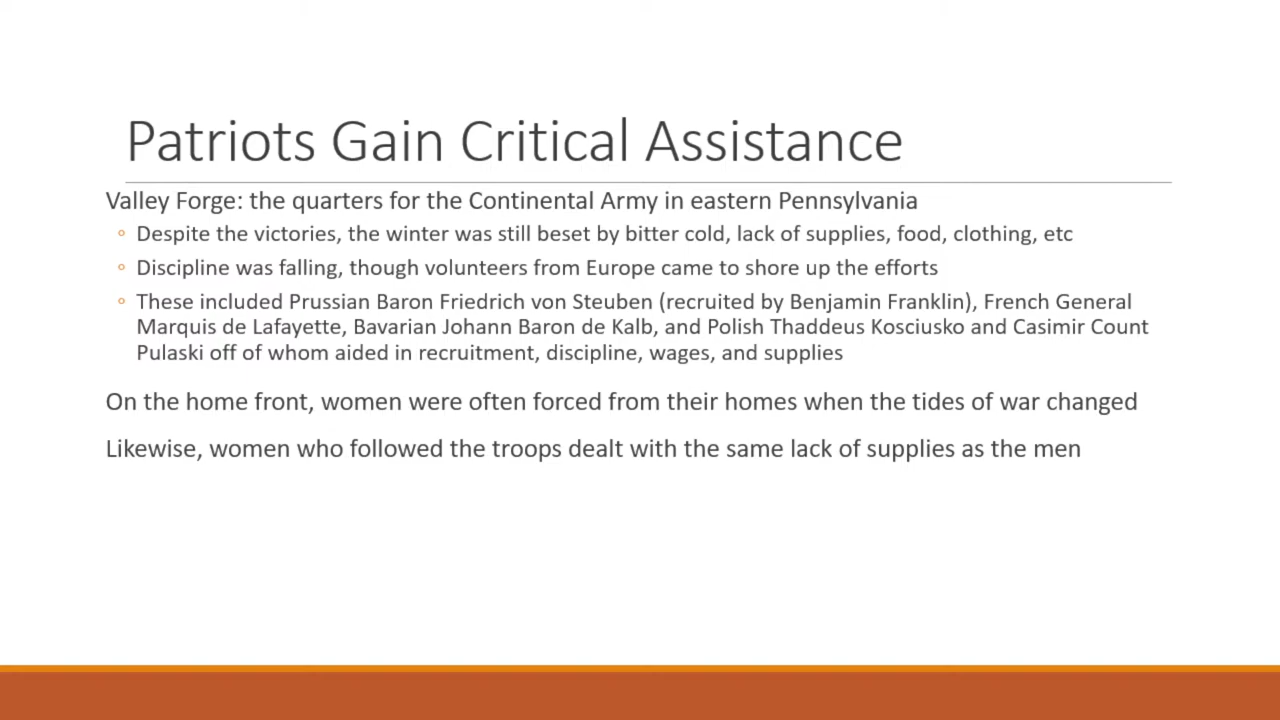 Patriots Gain Critical Assistance
Valley Forge: the quarters for the Continental Army in eastern Pennsylvania
Despite the victories, the winter was still beset by bitter cold, lack of supplies, food, clothing, etc
Discipline was falling, though volunteers from Europe came to shore up the efforts
These included Prussian Baron Friedrich von Steuben (recruited by Benjamin Franklin), French General
Marquis de Lafayette, Bavarian Johann Baron de Kalb, and Polish Thaddeus Kosciusko and Casimir Count
Pulaski off of whom aided in recruitment, discipline, wages, and supplies
On the home front, women were often forced from their homes when the tides of war changed
Likewise, women who followed the troops dealt with the same lack of supplies as the men